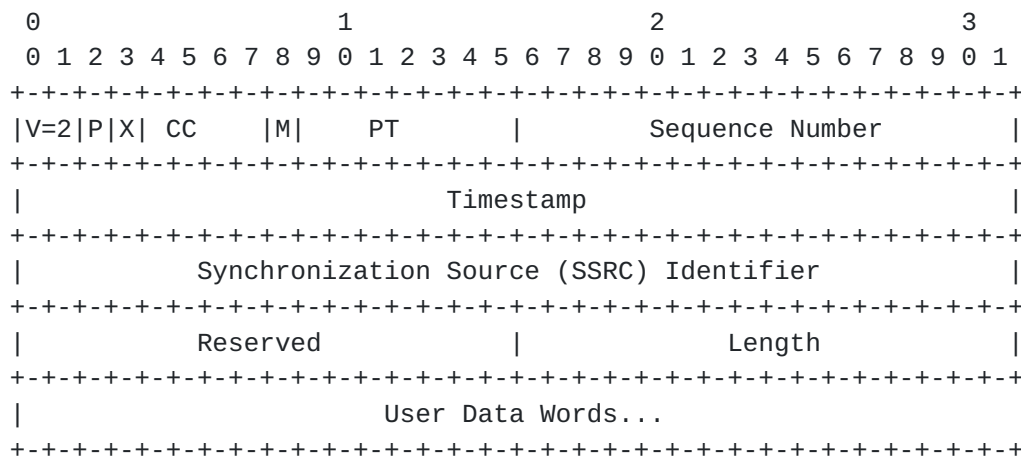 0                   1                   2                   3
 0 1 2 3 4 5 6 7 8 9 0 1 2 3 4 5 6 7 8 9 0 1 2 3 4 5 6 7 8 9 0 1
+-+-+-+-+-+-+-+-+-+-+-+-+-+-+-+-+-+-+-+-+-+-+-+-+-+-+-+-+-+-+-+-+
|V=2|P|X| CC    |M|    PT       |        Sequence Number        |
+-+-+-+-+-+-+-+-+-+-+-+-+-+-+-+-+-+-+-+-+-+-+-+-+-+-+-+-+-+-+-+-+
|                           Timestamp                           |
+-+-+-+-+-+-+-+-+-+-+-+-+-+-+-+-+-+-+-+-+-+-+-+-+-+-+-+-+-+-+-+-+
|           Synchronization Source (SSRC) Identifier            |
+-+-+-+-+-+-+-+-+-+-+-+-+-+-+-+-+-+-+-+-+-+-+-+-+-+-+-+-+-+-+-+-+
|           Reserved            |             Length            |
+-+-+-+-+-+-+-+-+-+-+-+-+-+-+-+-+-+-+-+-+-+-+-+-+-+-+-+-+-+-+-+-+
|                       User Data Words...
+-+-+-+-+-+-+-+-+-+-+-+-+-+-+-+-+-+-+-+-+-+-+-+-+-+-+-+-+-+-+-+-+